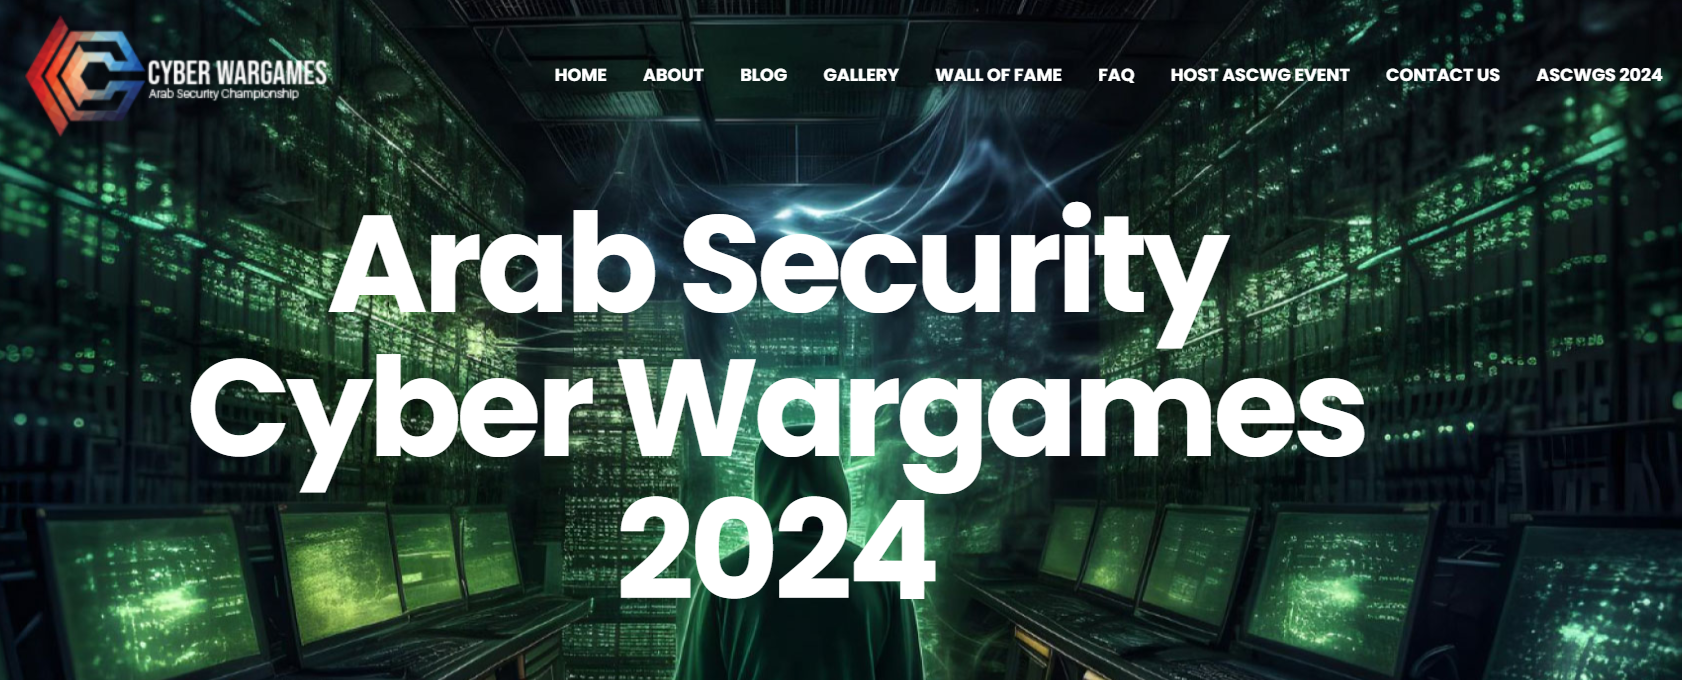 CYBER WARGAMES
Arab Security Championship
HOME ABOUT BLOG GALLERY WALL OF FAME FAQ HOST ASCWG EVENT CONTACT US ASCWGS 2024
Arab Security
Cyber Wargames
2024